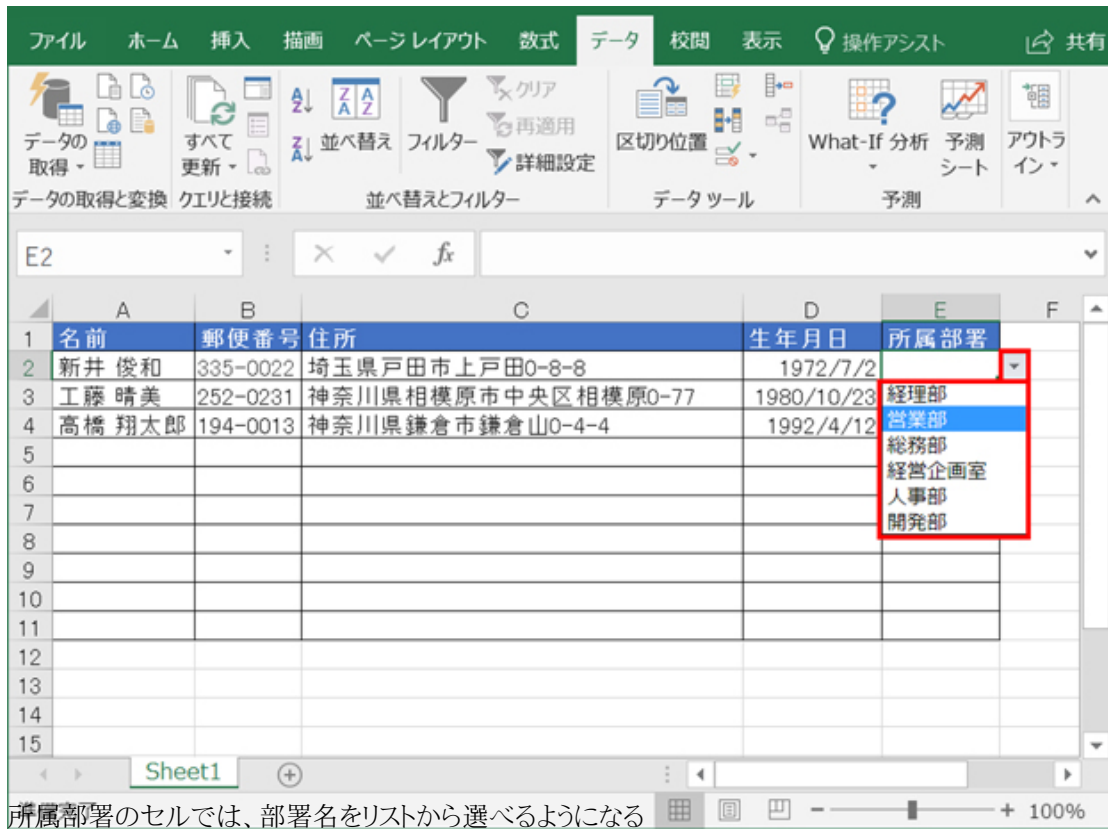 ファイル ホーム 挿入 描画 ページ レイアウト 数式 データ 校閲 表示 操作アシスト 共有
データの取得 すべて更新 並べ替え フィルター クリア 再適用 詳細設定 区切り位置 What-If 分析 予測シート アウトライン
データの取得と変換 クエリと接続 並べ替えとフィルター データ ツール 予測
E2 fx
A B C D E F
1 名前 郵便番号 住所 生年月日 所属部署
2 新井 俊和 335-0022 埼玉県戸田市上戸田0-8-8 1972/7/2
3 工藤 晴美 252-0231 神奈川県相模原市中央区相模原0-77 1980/10/23
4 高橋 翔太郎 194-0013 神奈川県鎌倉市鎌倉山0-4-4 1992/4/12
経理部
営業部
総務部
経営企画室
人事部
開発部
5
6
7
8
9
10
11
12
13
14
15
Sheet1
所属部署のセルでは、部署名をリストから選べるようになる 100%